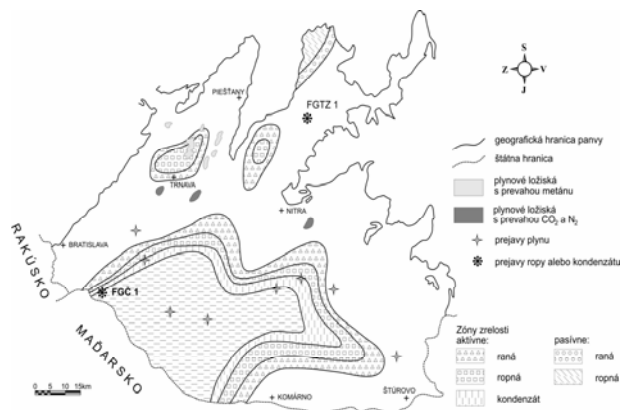 S
Z
V
J
PIEŠŤANY
FGTZ 1
TRNAVA
NITRA
BRATISLAVA
RAKÚSKO
FGČ 1
MAĎARSKO
KOMÁRNO
ŠTÚROVO
0 5 10 15km
geografická hranica panvy
štátna hranica
plynové ložiská
s prevahou metánu
plynové ložiská
s prevahou CO₂ a N₂
prejavy plynu
prejavy ropy alebo kondenzátu
Zóny zrelosti
aktívne:
raná
ropná
kondenzát
pasívne:
raná
ropná